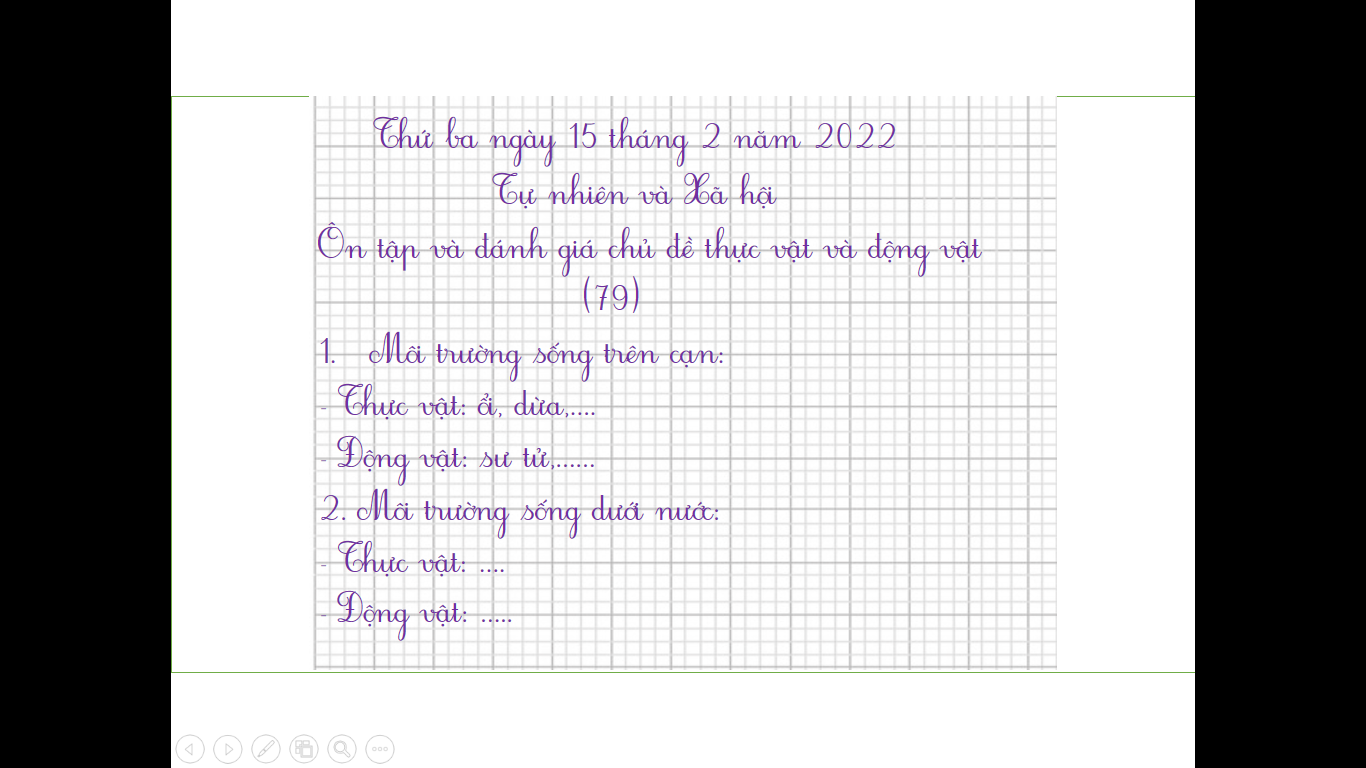 Thứ ba ngày 15 tháng 2 năm 2022
Tự nhiên và Xã hội
Ôn tập và đánh giá chủ đề thực vật và động vật
(79)
1. Môi trường sống trên cạn:
- Thực vật: ổi, dừa,....
- Động vật: sư tử,......
2. Môi trường sống dưới nước:
- Thực vật: ....
- Động vật: .....